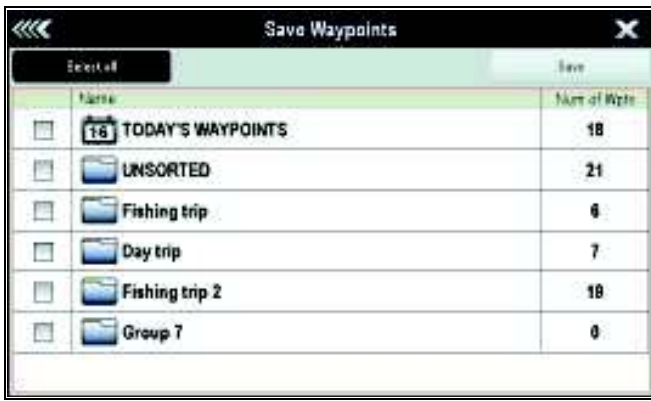 Save Waypoints
Select all Save
Name Num of Wpts
16 TODAY'S WAYPOINTS 18
UNSORTED 21
Fishing trip 6
Day trip 7
Fishing trip 2 19
Group 7 0